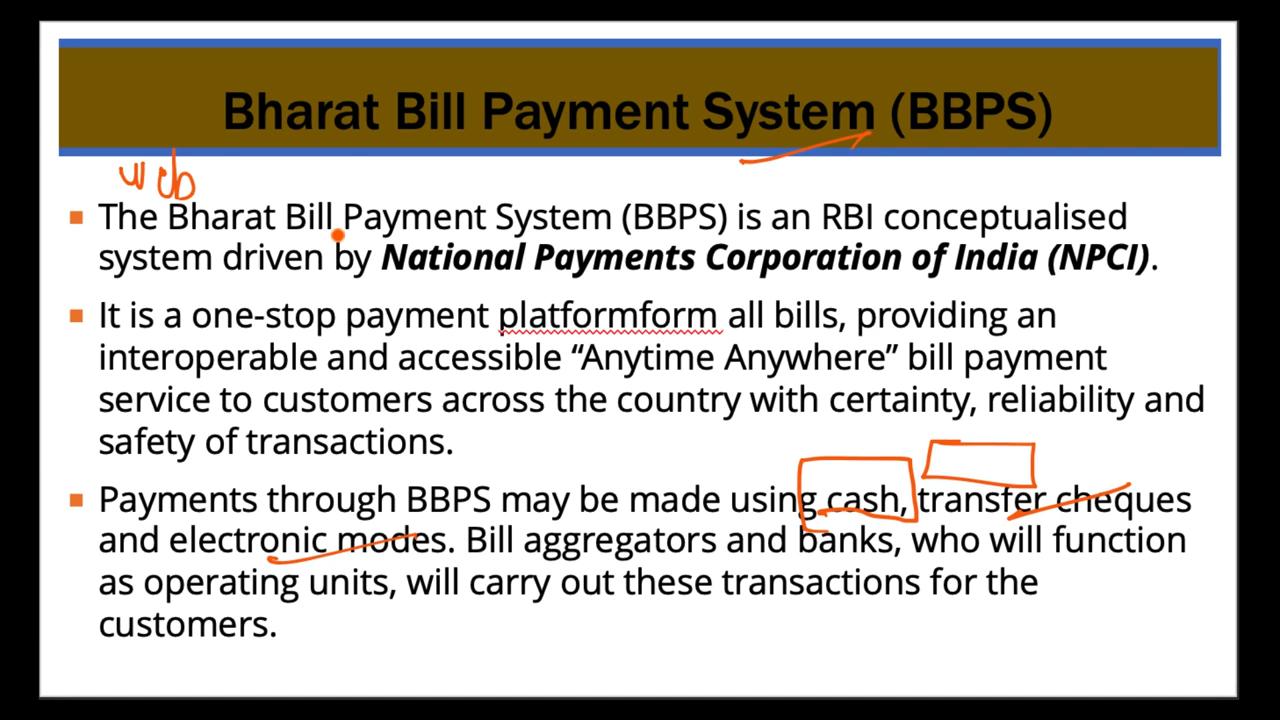 Bharat Bill Payment System (BBPS)
web
The Bharat Bill Payment System (BBPS) is an RBI conceptualised
system driven by National Payments Corporation of India (NPCI).
It is a one-stop payment platformform all bills, providing an
interoperable and accessible “Anytime Anywhere” bill payment
service to customers across the country with certainty, reliability and
safety of transactions.
Payments through BBPS may be made using cash, transfer cheques
and electronic modes. Bill aggregators and banks, who will function
as operating units, will carry out these transactions for the
customers.